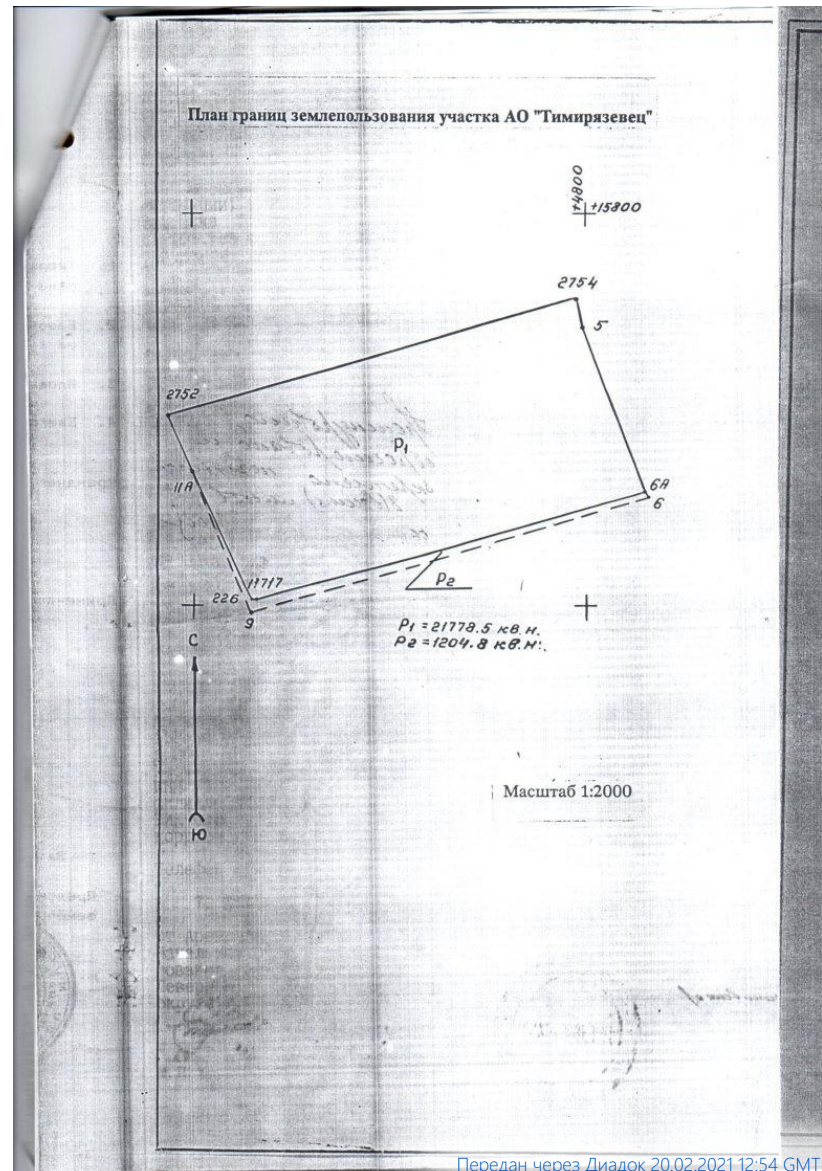 План границ землепользования участка АО "Тимирязевец"
+4800
+15800
2754
5
2752
P₁
11А
6А
6
11717
226
P₂
9
P₁ = 21778.5 кв.н.
P₂ = 1204.8 кв.н.
С
Масштаб 1:2000
Ю
Передан через Диадок 20.02.2021 12:54 GMT